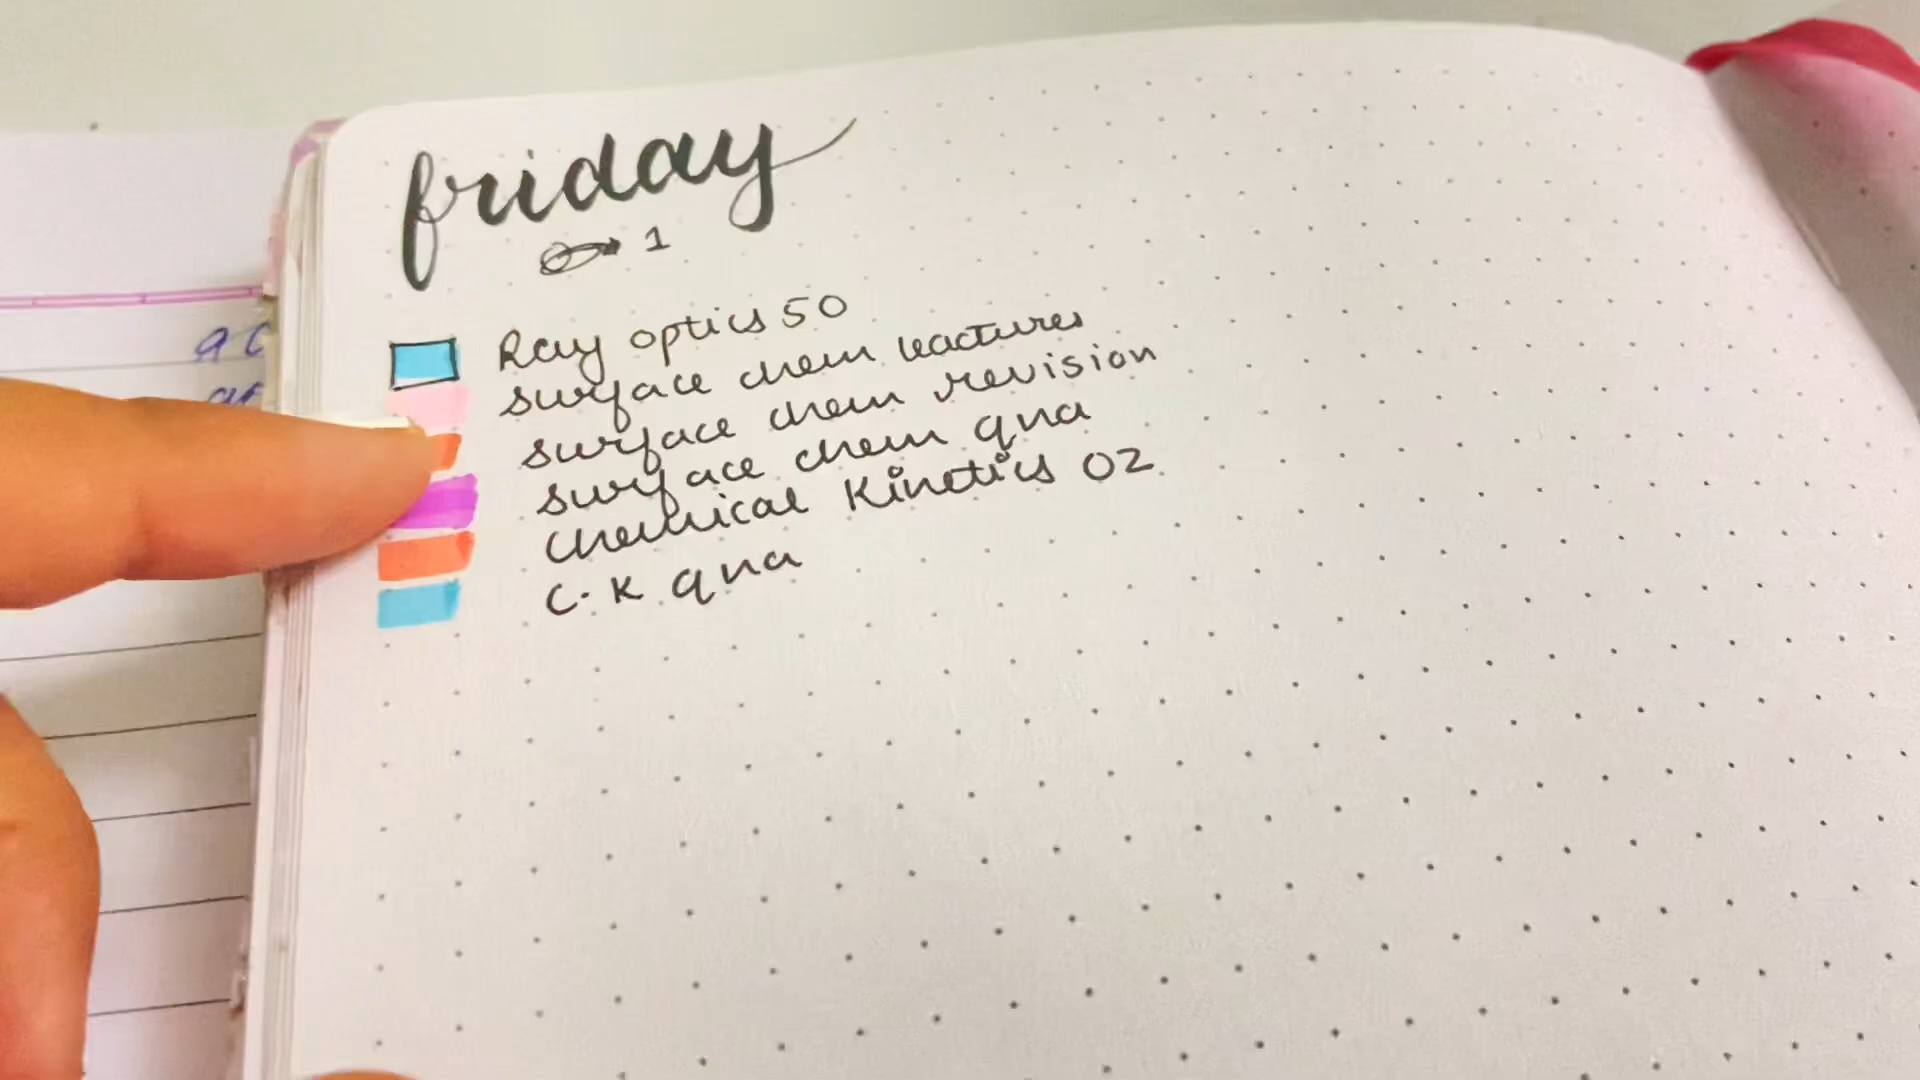 friday
1
Ray optics 50
surface chem leactures
surface chem revision
surface chem qna
chemical Kinetics 02
C.K qna